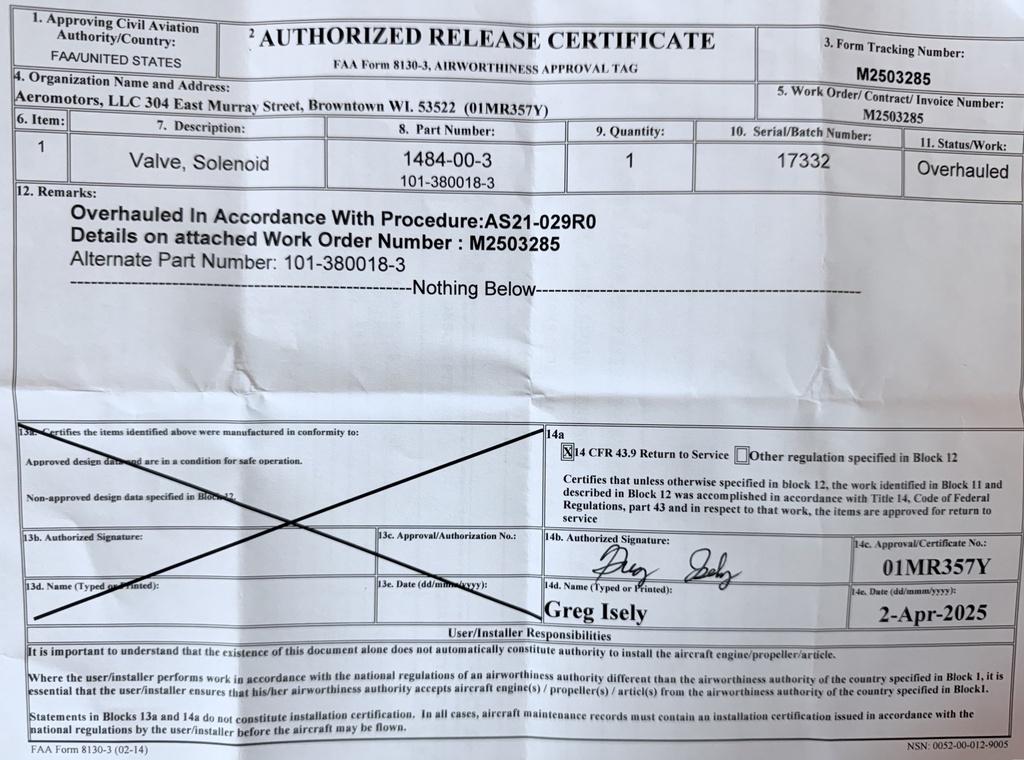 1. Approving Civil Aviation
Authority/Country:
FAA/UNITED STATES
2 AUTHORIZED RELEASE CERTIFICATE
FAA Form 8130-3, AIRWORTHINESS APPROVAL TAG
3. Form Tracking Number:
M2503285
4. Organization Name and Address:
Aeromotors, LLC 304 East Murray Street, Browntown WI. 53522 (01MR357Y)
5. Work Order/ Contract/ Invoice Number:
M2503285
6. Item:
1
7. Description:
Valve, Solenoid
8. Part Number:
1484-00-3
101-380018-3
9. Quantity:
1
10. Serial/Batch Number:
17332
11. Status/Work:
Overhauled
12. Remarks:
Overhauled In Accordance With Procedure:AS21-029R0
Details on attached Work Order Number : M2503285
Alternate Part Number: 101-380018-3
-----------------------------------------------Nothing Below---------------------------------------------
13a. Certifies the items identified above were manufactured in conformity to:
Approved design data and are in a condition for safe operation.
Non-approved design data specified in Block 12.
13b. Authorized Signature:
13c. Approval/Authorization No.:
13d. Name (Typed or Printed):
13e. Date (dd/mmm/yyyy):
14a
X 14 CFR 43.9 Return to Service Other regulation specified in Block 12
Certifies that unless otherwise specified in block 12, the work identified in Block 11 and
described in Block 12 was accomplished in accordance with Title 14, Code of Federal
Regulations, part 43 and in respect to that work, the items are approved for return to
service
14b. Authorized Signature:
Greg Isely
14c. Approval/Certificate No.:
01MR357Y
14d. Name (Typed or Printed):
Greg Isely
14e. Date (dd/mmm/yyyy):
2-Apr-2025
User/Installer Responsibilities
It is important to understand that the existence of this document alone does not automatically constitute authority to install the aircraft engine/propeller/article.
Where the user/installer performs work in accordance with the national regulations of an airworthiness authority different than the airworthiness authority of the country specified in Block 1, it is
essential that the user/installer ensures that his/her airworthiness authority accepts aircraft engine(s) / propeller(s) / articl(s) from the airworthiness authority of the country specified in Block1.
Statements in Blocks 13a and 14a do not constitute installation certification. In all cases, aircraft maintenance records must contain an installation certification issued in accordance with the
national regulations by the user/installer before the aircraft may be flown.
FAA Form 8130-3 (02-14)
NSN: 0052-00-012-9005